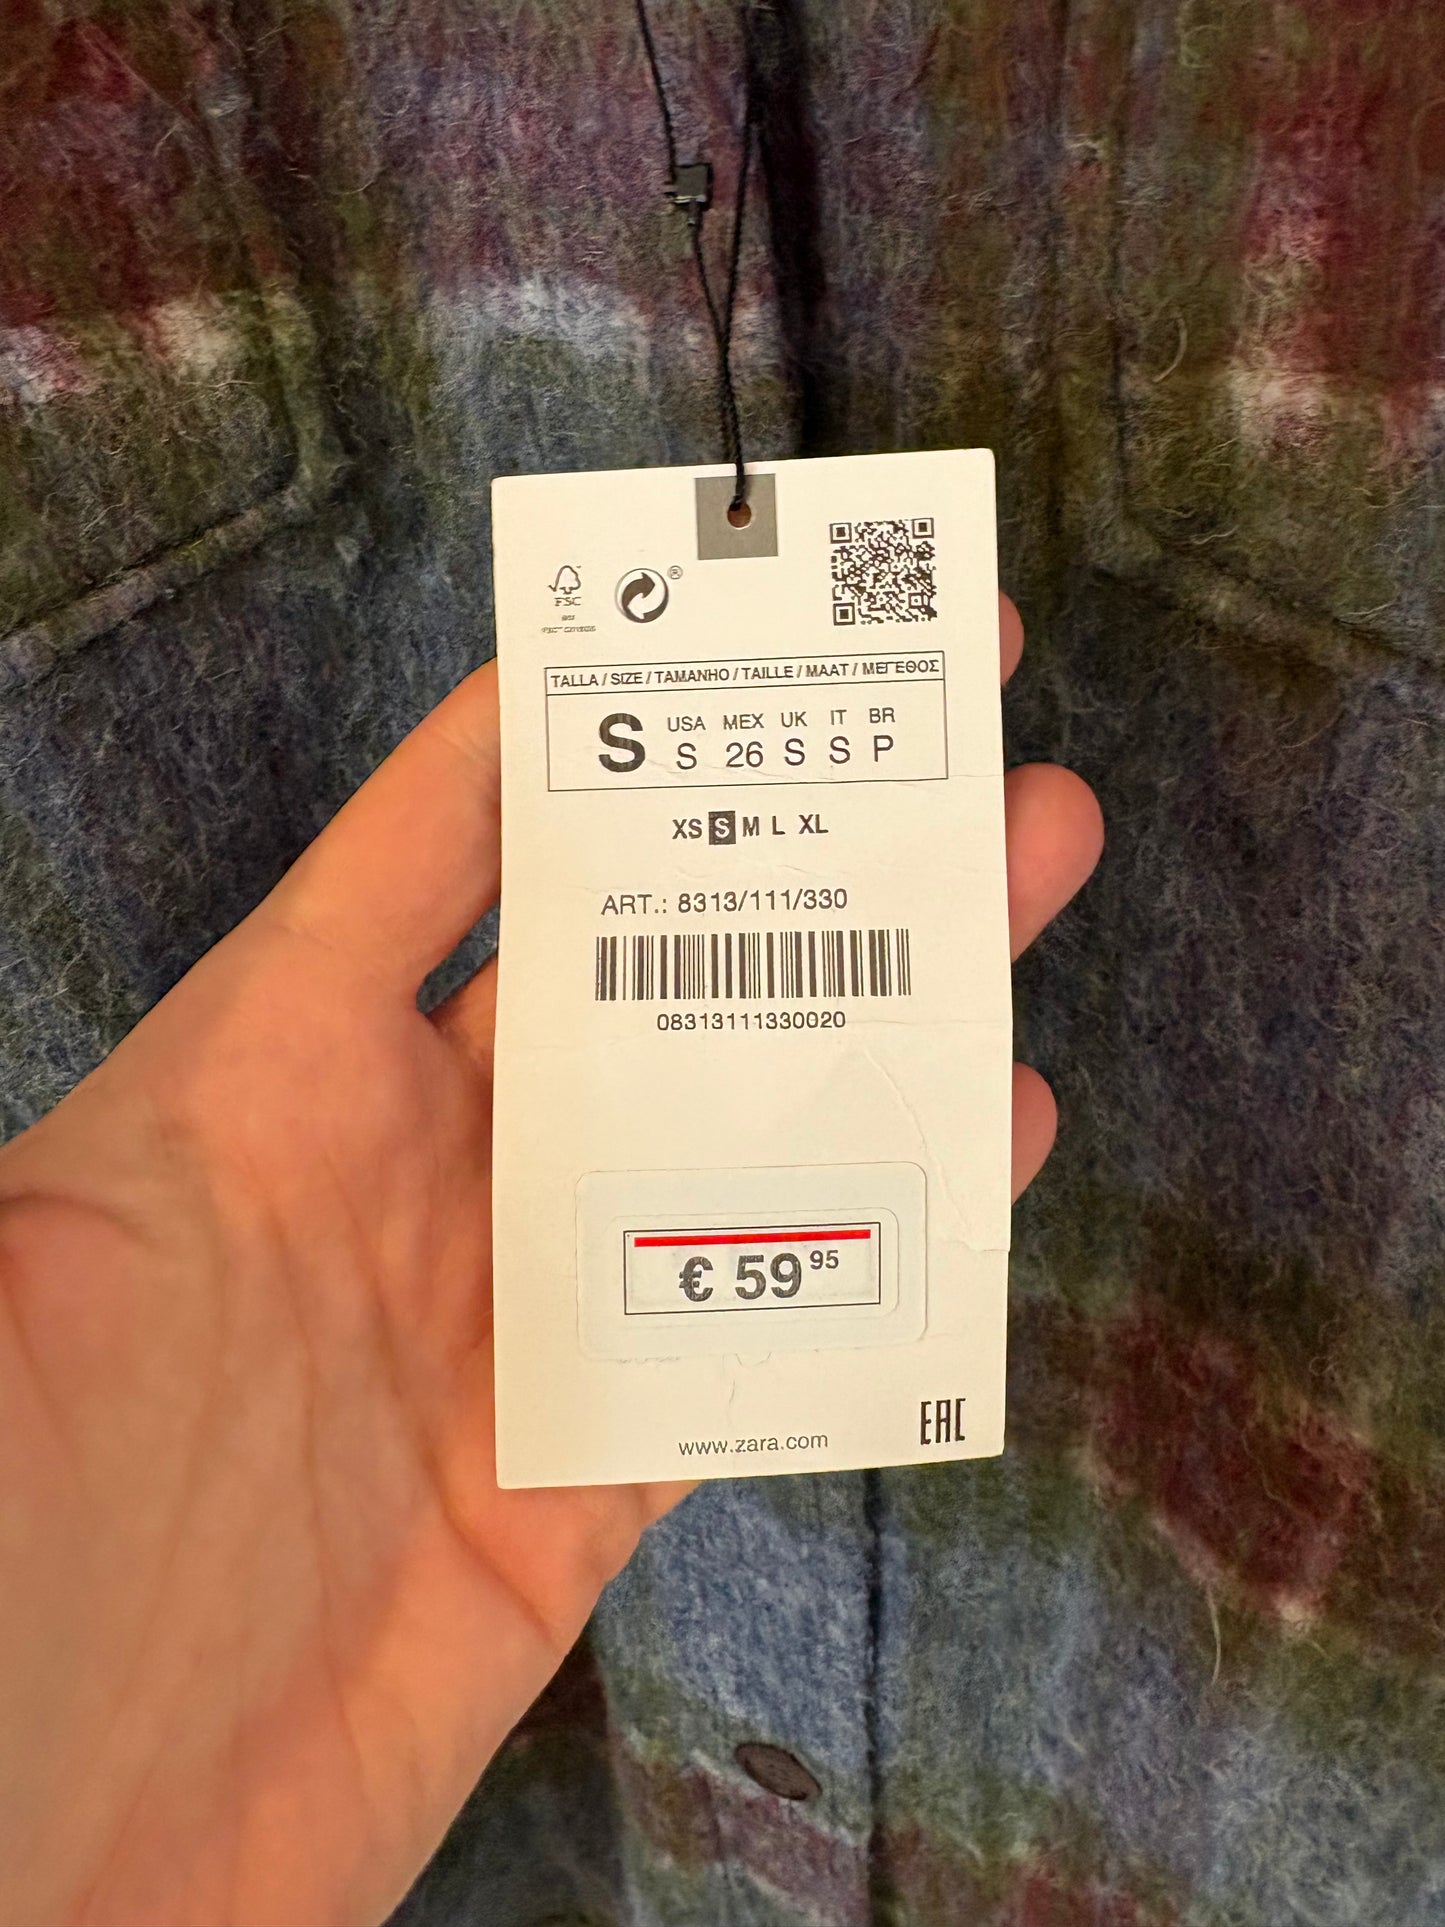 FSC
®
TALLA / SIZE / TAMANHO / TAILLE / MAAT / ΜΕΓΕΘΟΣ
S USA MEX UK IT BR
S 26 S S P
XS S M L XL
ART.: 8313/111/330
08313111330020
€ 59 95
www.zara.com
EAC